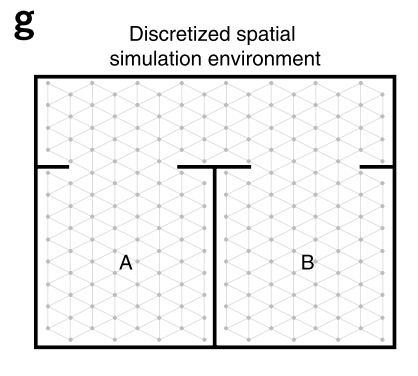 g
Discretized spatial
simulation environment
A
B